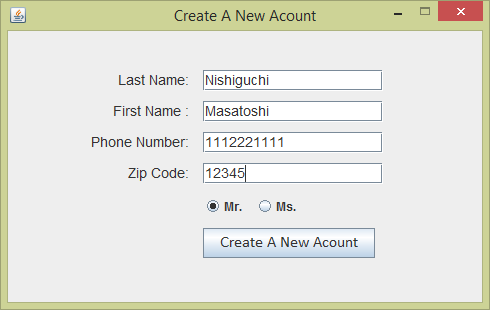 Create A New Acount
Last Name: Nishiguchi
First Name : Masatoshi
Phone Number: 1112221111
Zip Code: 12345
Mr. Ms.
Create A New Acount